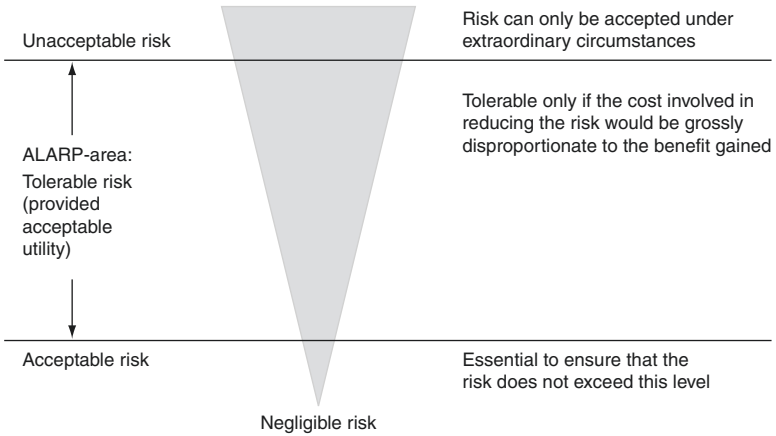 Unacceptable risk
Risk can only be accepted under
extraordinary circumstances
ALARP-area:
Tolerable risk
(provided
acceptable
utility)
Tolerable only if the cost involved in
reducing the risk would be grossly
disproportionate to the benefit gained
Acceptable risk
Essential to ensure that the
risk does not exceed this level
Negligible risk